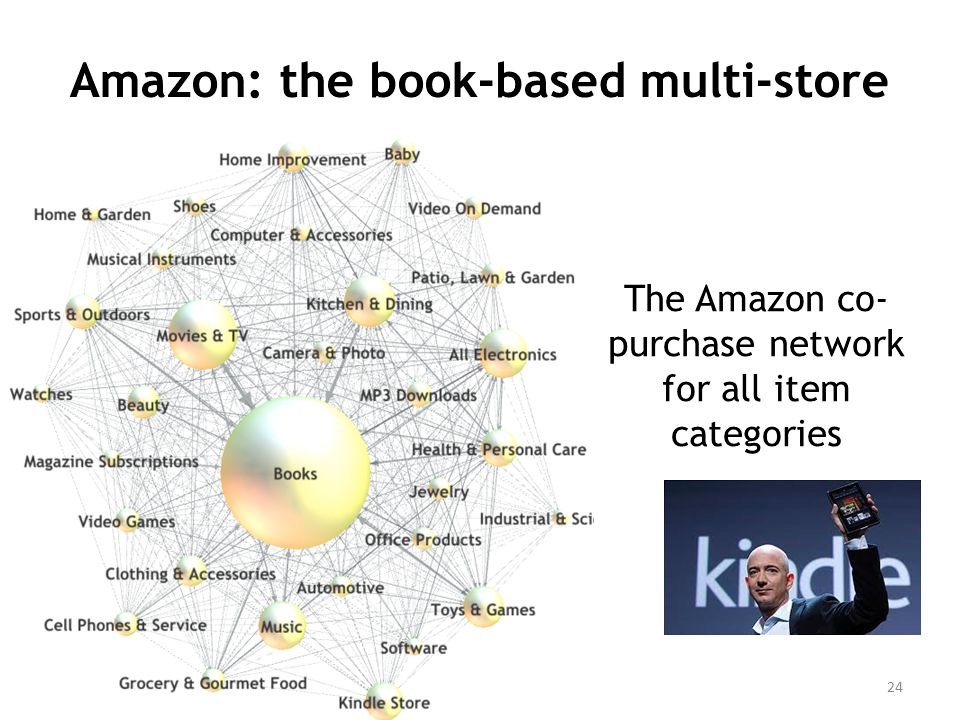 Amazon: the book-based multi-store
Home Improvement
Baby
Home & Garden
Shoes
Video On Demand
Computer & Accessories
Musical Instruments
Patio, Lawn & Garden
Sports & Outdoors
Kitchen & Dining
Movies & TV
Camera & Photo
All Electronics
Watches
Beauty
MP3 Downloads
Books
Health & Personal Care
Magazine Subscriptions
Jewelry
Video Games
Industrial & Sci
Office Products
Clothing & Accessories
Automotive
Toys & Games
Cell Phones & Service
Music
Software
Grocery & Gourmet Food
Kindle Store
The Amazon co-
purchase network
for all item
categories
kindle
24